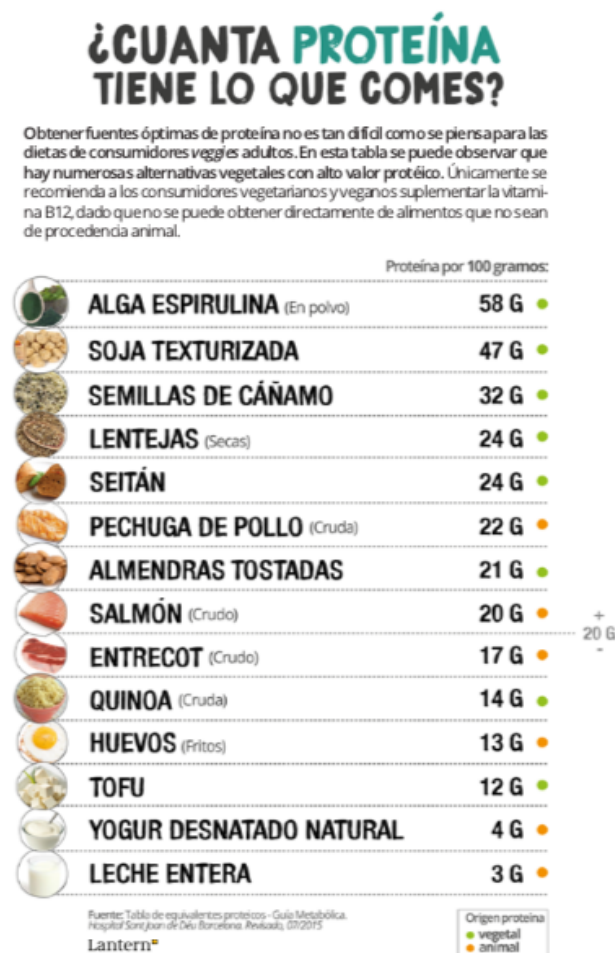 ¿CUANTA PROTEÍNA
TIENE LO QUE COMES?
Obtener fuentes óptimas de proteína no es tan difícil como se piensa para las
dietas de consumidores veggies adultos. En esta tabla se puede observar que
hay numerosas alternativas vegetales con alto valor protéico. Únicamente se
recomienda a los consumidores vegetarianos y veganos suplementar la vitami-
na B12, dado que no se puede obtener directamente de alimentos que no sean
de procedencia animal.
Proteína por 100 gramos:
ALGA ESPIRULINA (En polvo) 58 G
SOJA TEXTURIZADA 47 G
SEMILLAS DE CÁÑAMO 32 G
LENTEJAS (Secas) 24 G
SEITÁN 24 G
PECHUGA DE POLLO (Cruda) 22 G
ALMENDRAS TOSTADAS 21 G
SALMÓN (Crudo) 20 G
+
20 G
-
ENTRECOT (Crudo) 17 G
QUINOA (Cruda) 14 G
HUEVOS (Fritos) 13 G
TOFU 12 G
YOGUR DESNATADO NATURAL 4 G
LECHE ENTERA 3 G
Fuente: Tabla de equivalentes proteicos - Guía Metabólica.
Hospital Sant Joan de Déu Barcelona. Revisado, 07/2015
Lantern
Origen proteína
vegetal
animal